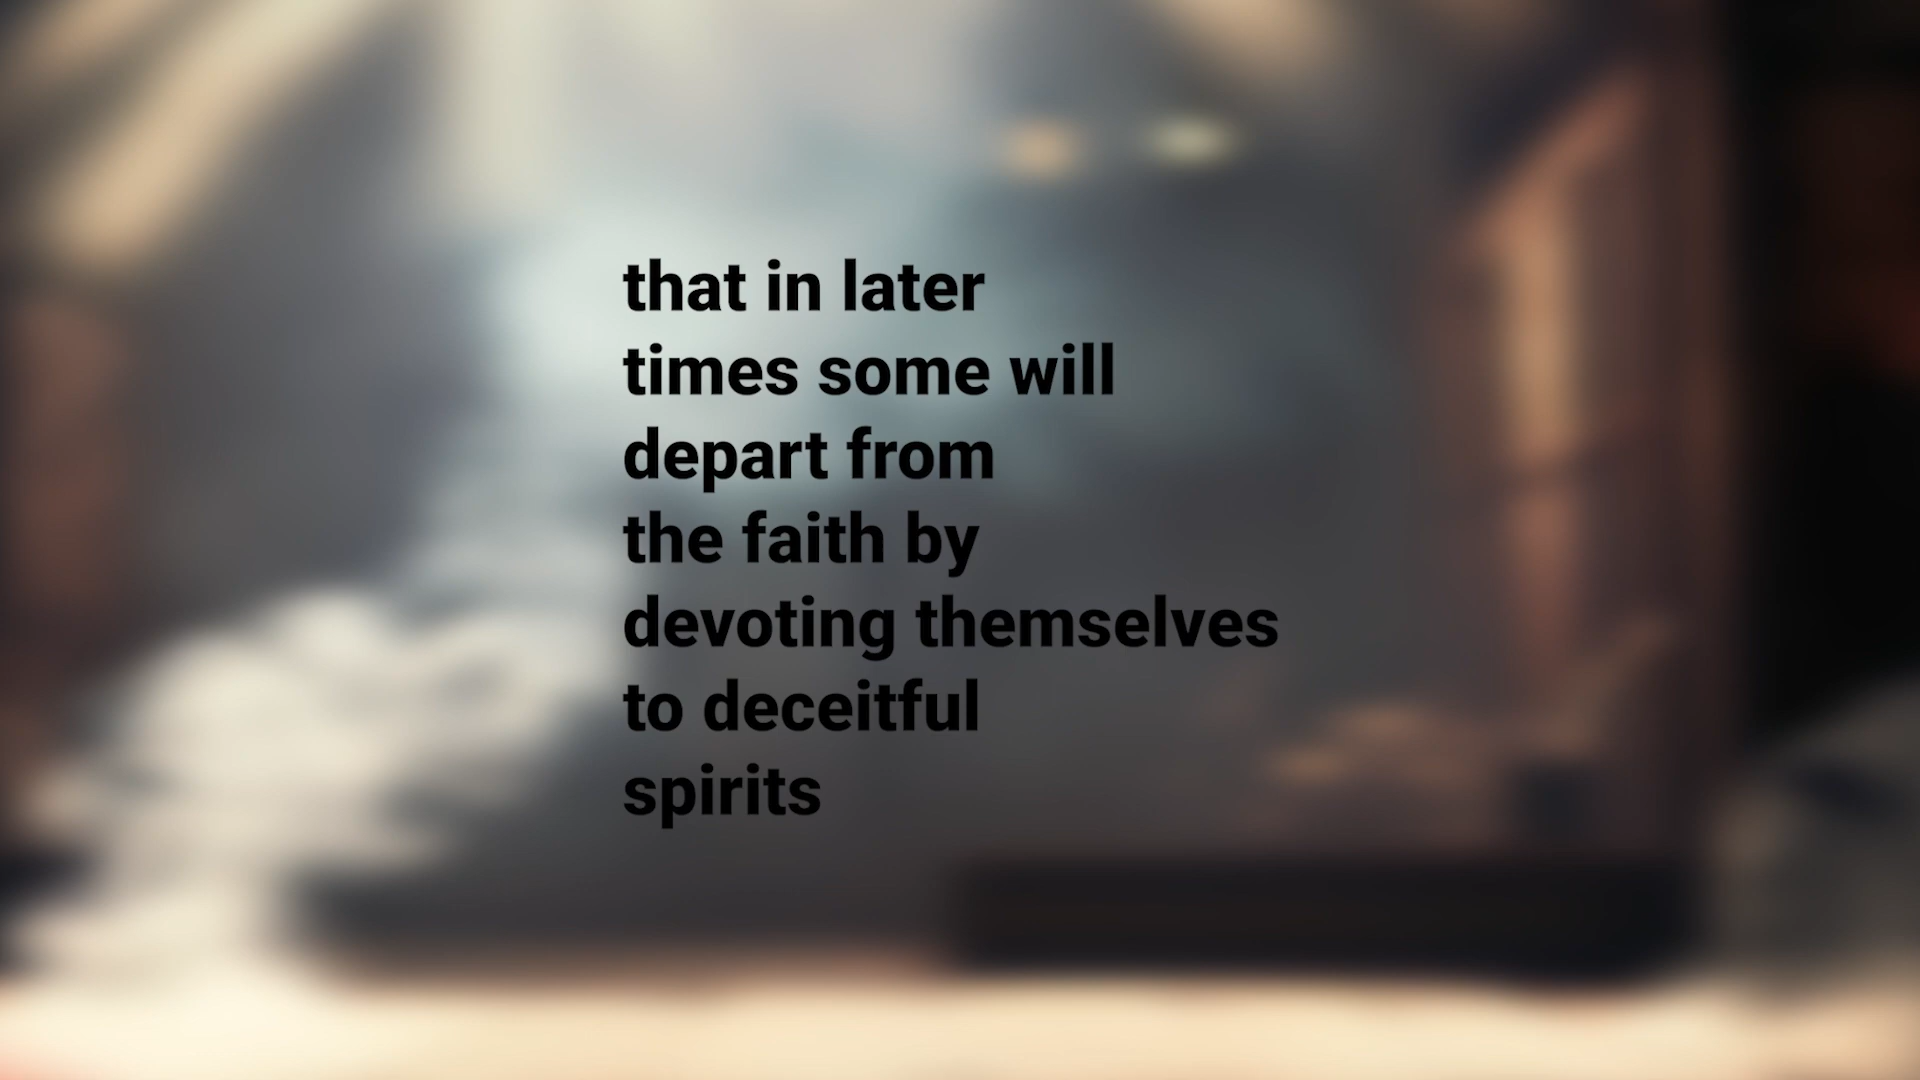 that in later
times some will
depart from
the faith by
devoting themselves
to deceitful
spirits